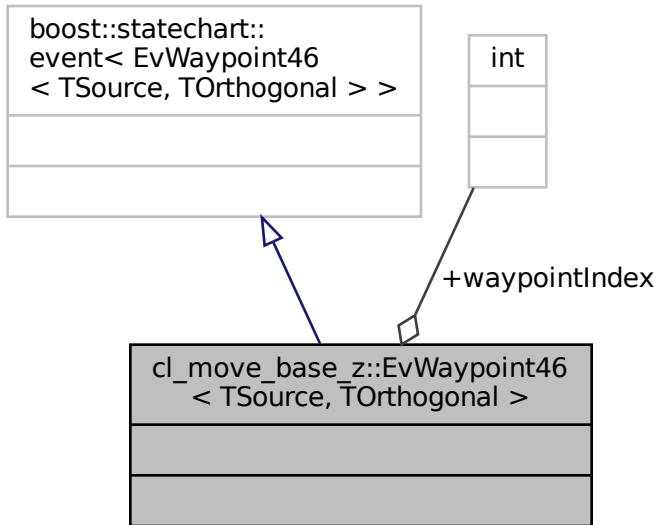 boost::statechart::
event< EvWaypoint46
< TSource, TOrthogonal > >
int
+waypointIndex
cl_move_base_z::EvWaypoint46
< TSource, TOrthogonal >